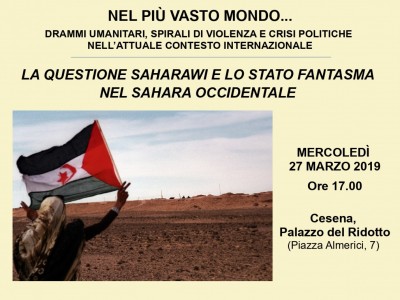 NEL PIÙ VASTO MONDO...
DRAMMI UMANITARI, SPIRALI DI VIOLENZA E CRISI POLITICHE
NELL'ATTUALE CONTESTO INTERNAZIONALE
LA QUESTIONE SAHARAWI E LO STATO FANTASMA
NEL SAHARA OCCIDENTALE
MERCOLEDÌ
27 MARZO 2019
Ore 17.00
Cesena,
Palazzo del Ridotto
(Piazza Almerici, 7)